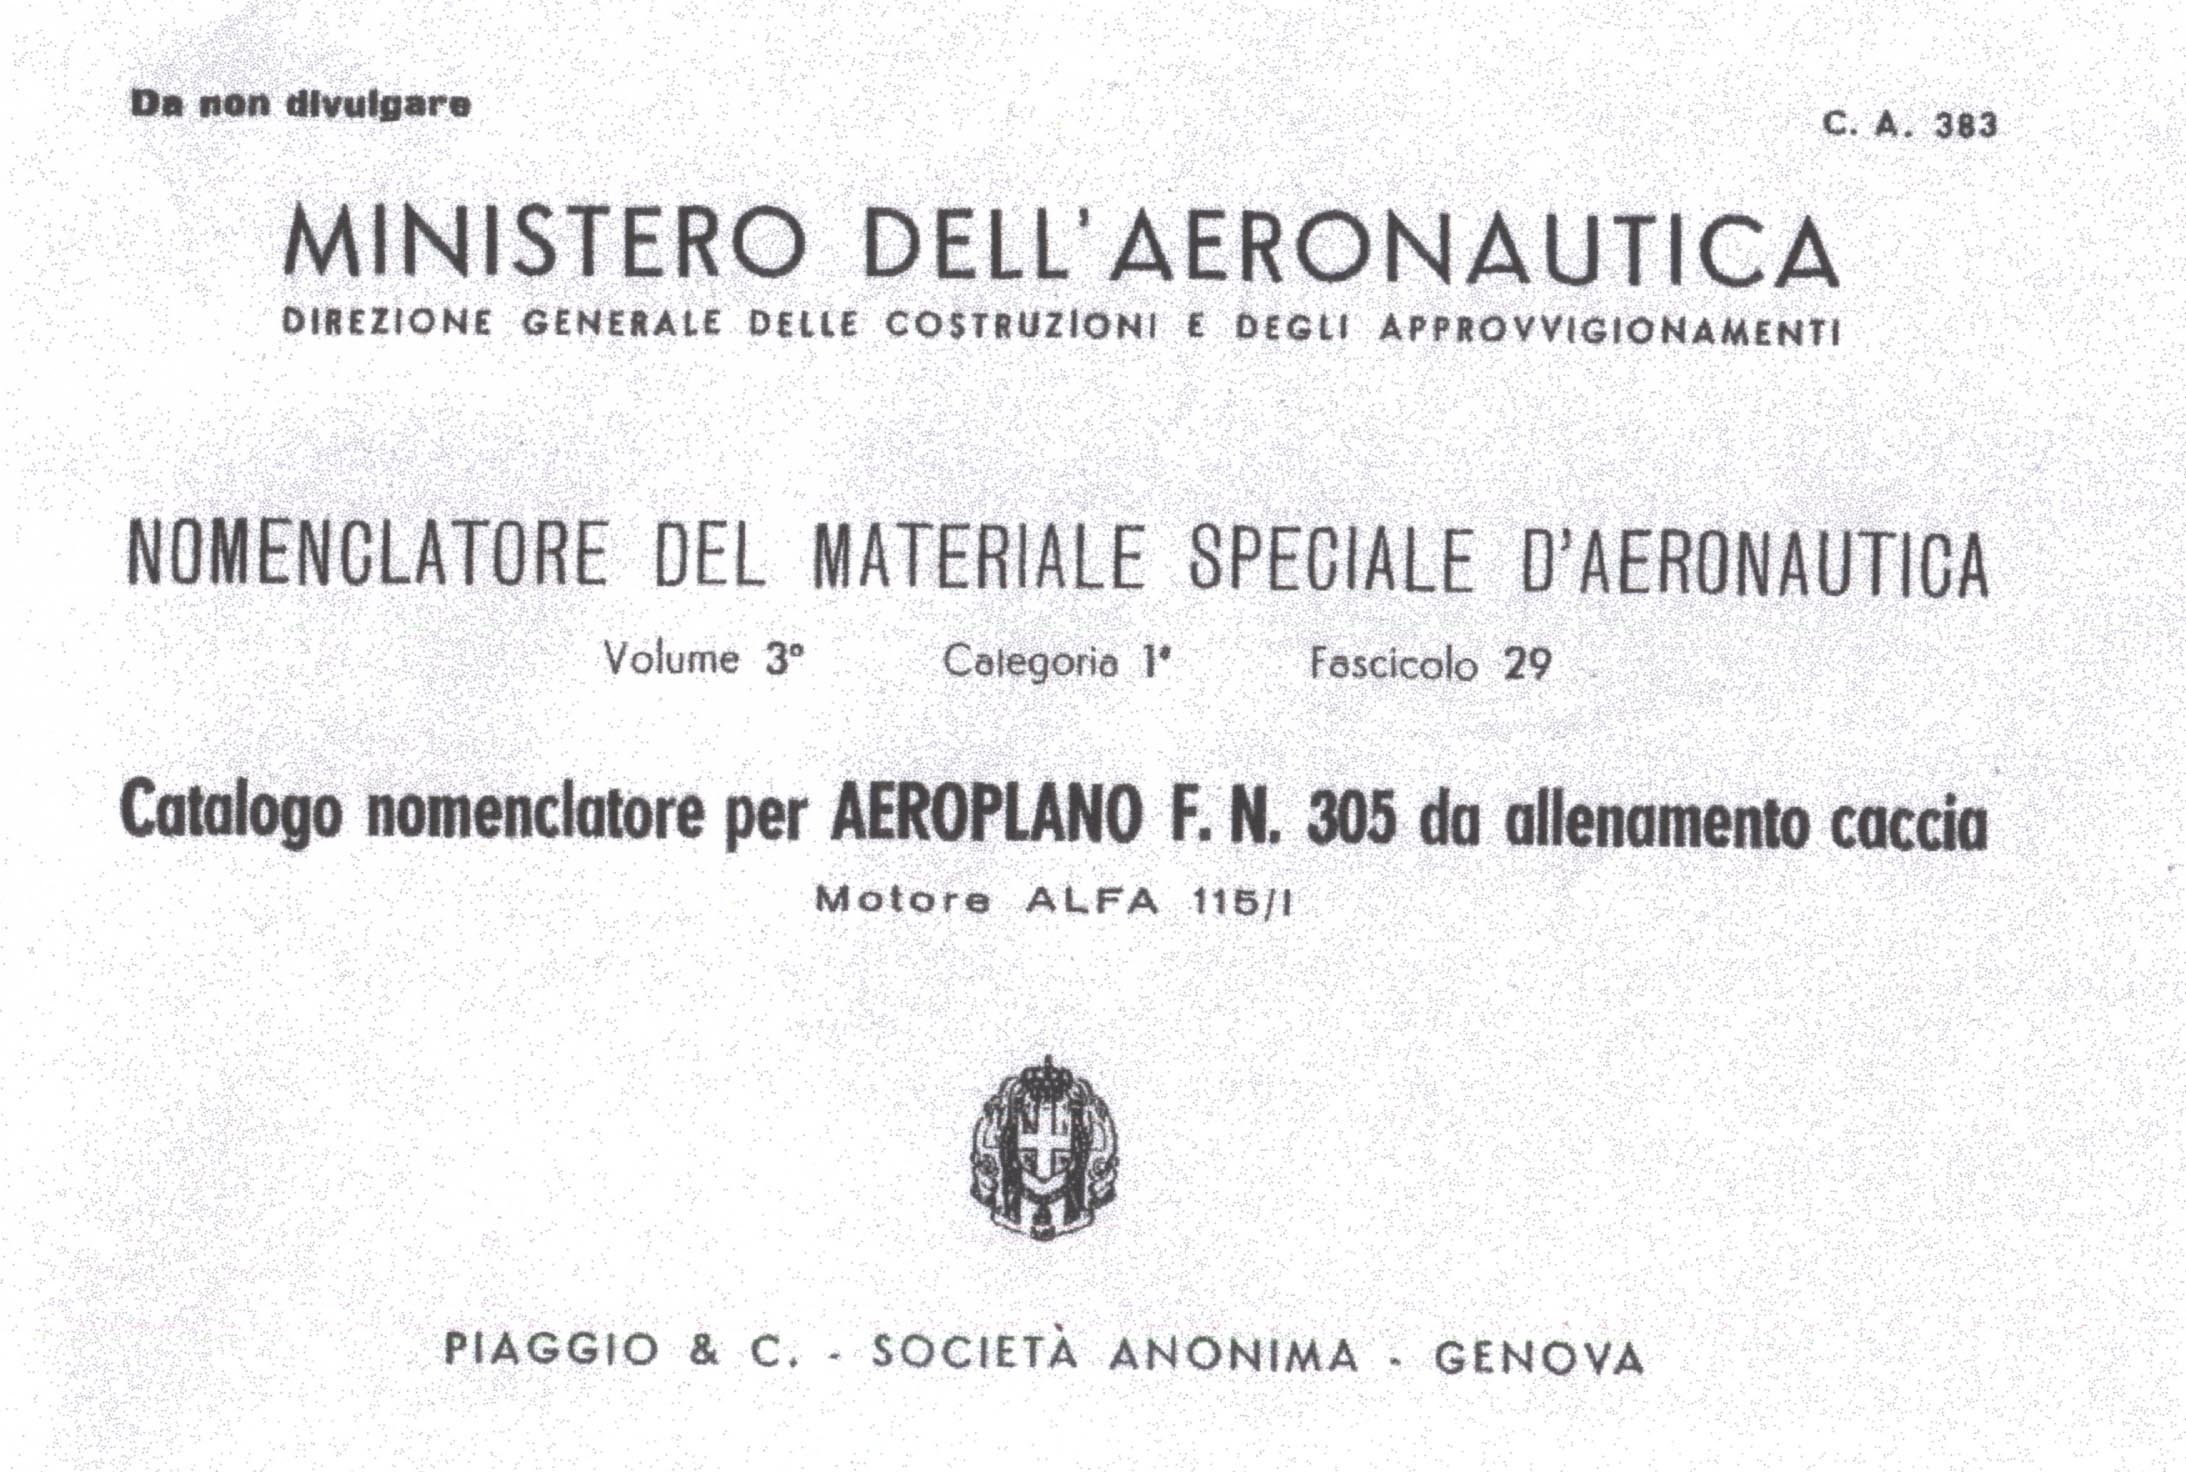 Da non divulgare
C. A. 383
MINISTERO DELL'AERONAUTICA
DIREZIONE GENERALE DELLE COSTRUZIONI E DEGLI APPROVVIGIONAMENTI
NOMENCLATORE DEL MATERIALE SPECIALE D'AERONAUTICA
Volume 3º Categoria 1ª Fascicolo 29
Catalogo nomenclatore per AEROPLANO F. N. 305 da allenamento caccia
Motore ALFA 115/I
PIAGGIO & C. - SOCIETÀ ANONIMA - GENOVA